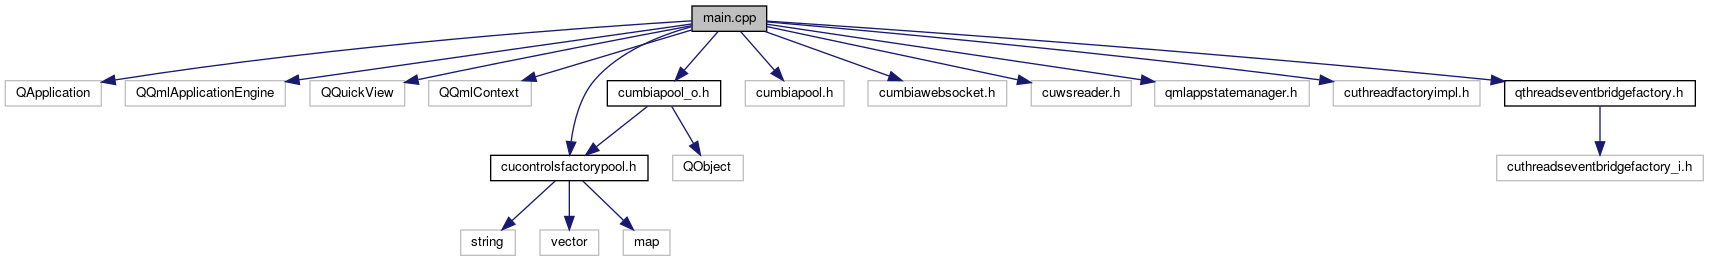 main.cpp
QApplication
QQmlApplicationEngine
QQuickView
QQmlContext
cumbiapool_o.h
cumbiapool.h
cumbiawebsocket.h
cuwsreader.h
qmlappstatemanager.h
cuthreadfactoryimpl.h
qthreadseventbridgefactory.h
cucontrolsfactorypool.h
QObject
cuthreadseventbridgefactory_i.h
string
vector
map